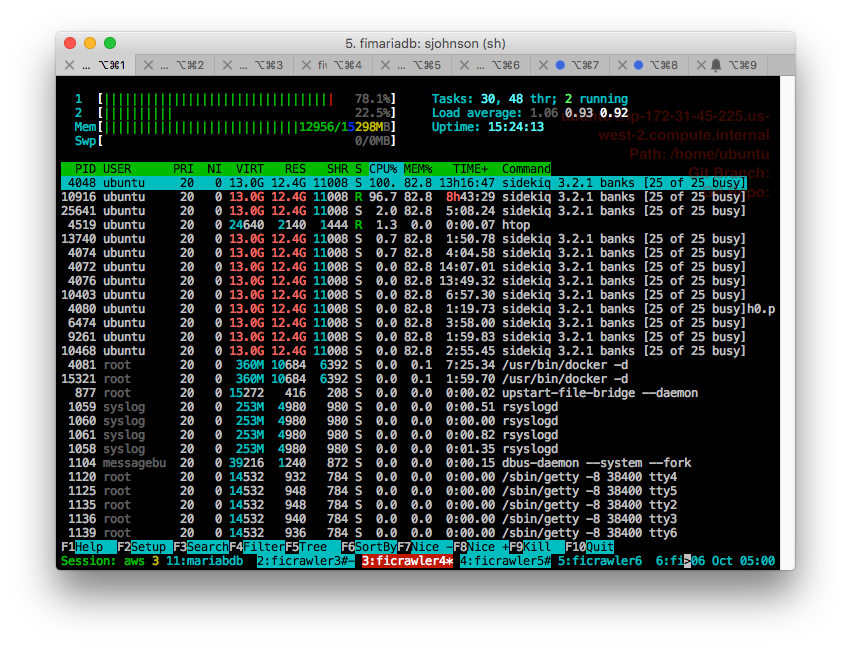 5. fimariadb: sjohnson (sh)
... ⌥⌘1 ... ⌥⌘2 ... ⌥⌘3 fi ⌥⌘4 ... ⌥⌘5 ... ⌥⌘6 ⌥⌘7 ⌥⌘8 ⌥⌘9
1 [||||||||||||||||||||||||||||||||| 78.1%] Tasks: 30, 48 thr; 2 running
2 [|||||||||| 22.5%] Load average: 1.06 0.93 0.92
Mem[||||||||||||||||||||||||||||12956/15298MB] Uptime: 15:24:13
Swp[ 0/0MB]
p-172-31-45-225.us-
west-2.compute.internal
Path: /home/ubuntu
Git Branch:
PID USER PRI NI VIRT RES SHR S CPU% MEM% TIME+ Command
4048 ubuntu 20 0 13.0G 12.4G 11008 S 100. 82.8 13h16:47 sidekiq 3.2.1 banks [25 of 25 busy]
10916 ubuntu 20 0 13.0G 12.4G 11008 R 96.7 82.8 8h43:29 sidekiq 3.2.1 banks [25 of 25 busy]
25641 ubuntu 20 0 13.0G 12.4G 11008 S 2.0 82.8 5:08.24 sidekiq 3.2.1 banks [25 of 25 busy]
4519 ubuntu 20 0 24640 2140 1444 R 1.3 0.0 0:00.07 htop
13740 ubuntu 20 0 13.0G 12.4G 11008 S 0.7 82.8 1:50.78 sidekiq 3.2.1 banks [25 of 25 busy]
4074 ubuntu 20 0 13.0G 12.4G 11008 S 0.7 82.8 4:04.58 sidekiq 3.2.1 banks [25 of 25 busy]
4072 ubuntu 20 0 13.0G 12.4G 11008 S 0.0 82.8 14:07.01 sidekiq 3.2.1 banks [25 of 25 busy]
4076 ubuntu 20 0 13.0G 12.4G 11008 S 0.0 82.8 13:49.32 sidekiq 3.2.1 banks [25 of 25 busy]
10403 ubuntu 20 0 13.0G 12.4G 11008 S 0.0 82.8 6:57.30 sidekiq 3.2.1 banks [25 of 25 busy]
4080 ubuntu 20 0 13.0G 12.4G 11008 S 0.0 82.8 1:19.73 sidekiq 3.2.1 banks [25 of 25 busy]h0.p
6474 ubuntu 20 0 13.0G 12.4G 11008 S 0.0 82.8 3:58.00 sidekiq 3.2.1 banks [25 of 25 busy]
9261 ubuntu 20 0 13.0G 12.4G 11008 S 0.0 82.8 1:59.83 sidekiq 3.2.1 banks [25 of 25 busy]
10468 ubuntu 20 0 13.0G 12.4G 11008 S 0.0 82.8 2:55.45 sidekiq 3.2.1 banks [25 of 25 busy]
4081 root 20 0 360M 10684 6392 S 0.0 0.1 7:25.34 /usr/bin/docker -d
15321 root 20 0 360M 10684 6392 S 0.0 0.1 1:59.70 /usr/bin/docker -d
877 root 20 0 15272 416 208 S 0.0 0.0 0:00.02 upstart-file-bridge --daemon
1059 syslog 20 0 253M 4980 980 S 0.0 0.0 0:00.51 rsyslogd
1060 syslog 20 0 253M 4980 980 S 0.0 0.0 0:00.00 rsyslogd
1061 syslog 20 0 253M 4980 980 S 0.0 0.0 0:00.82 rsyslogd
1058 syslog 20 0 253M 4980 980 S 0.0 0.0 0:01.35 rsyslogd
1104 messagebu 20 0 39216 1240 872 S 0.0 0.0 0:00.15 dbus-daemon --system --fork
1120 root 20 0 14532 932 784 S 0.0 0.0 0:00.00 /sbin/getty -8 38400 tty4
1125 root 20 0 14532 948 784 S 0.0 0.0 0:00.00 /sbin/getty -8 38400 tty5
1135 root 20 0 14532 948 784 S 0.0 0.0 0:00.00 /sbin/getty -8 38400 tty2
1136 root 20 0 14532 940 784 S 0.0 0.0 0:00.00 /sbin/getty -8 38400 tty3
1139 root 20 0 14532 936 784 S 0.0 0.0 0:00.00 /sbin/getty -8 38400 tty6
F1Help F2Setup F3SearchF4FilterF5Tree F6SortByF7Nice -F8Nice +F9Kill F10Quit
Session: aws 3 11:mariabdb 2:ficrawler3#- 3:ficrawler4* 4:ficrawler5# 5:ficrawler6 6:fi>06 Oct 05:00